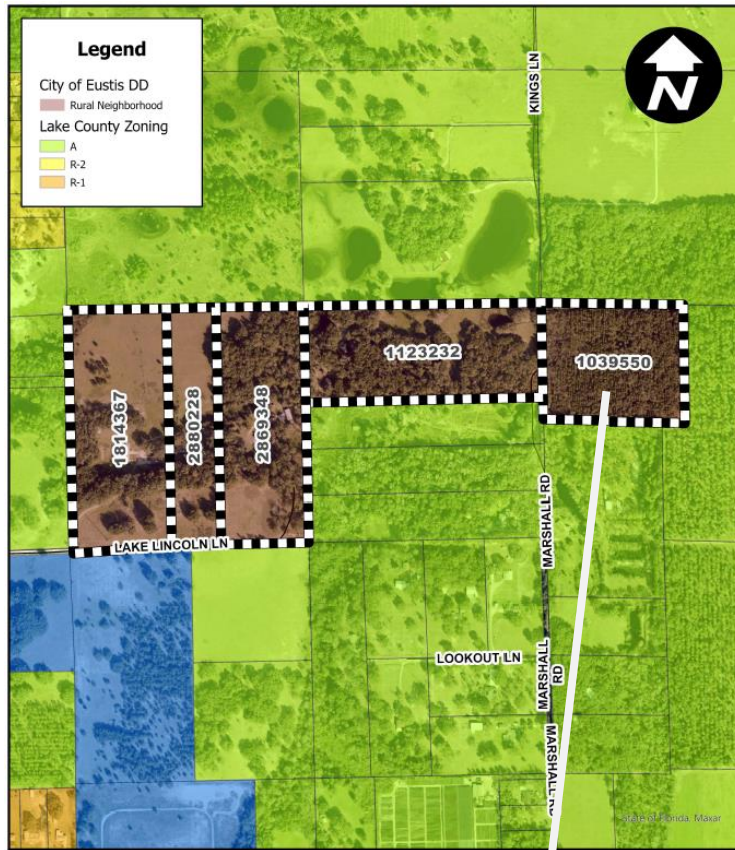 Legend
City of Eustis DD
Rural Neighborhood
Lake County Zoning
A
R-2
R-1
N
KINGS LN
1814367
2880228
2869348
1123232
1039550
LAKE LINCOLN LN
MARSHALL RD
LOOKOUT LN
MARSHALL
RD
MARSHALL RD
State of Florida, Maxar